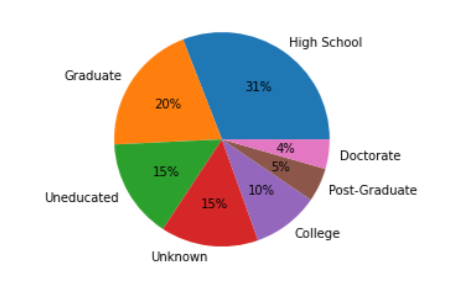 High School
31%
Graduate
20%
Uneducated
15%
Unknown
15%
College
10%
Post-Graduate
5%
Doctorate
4%